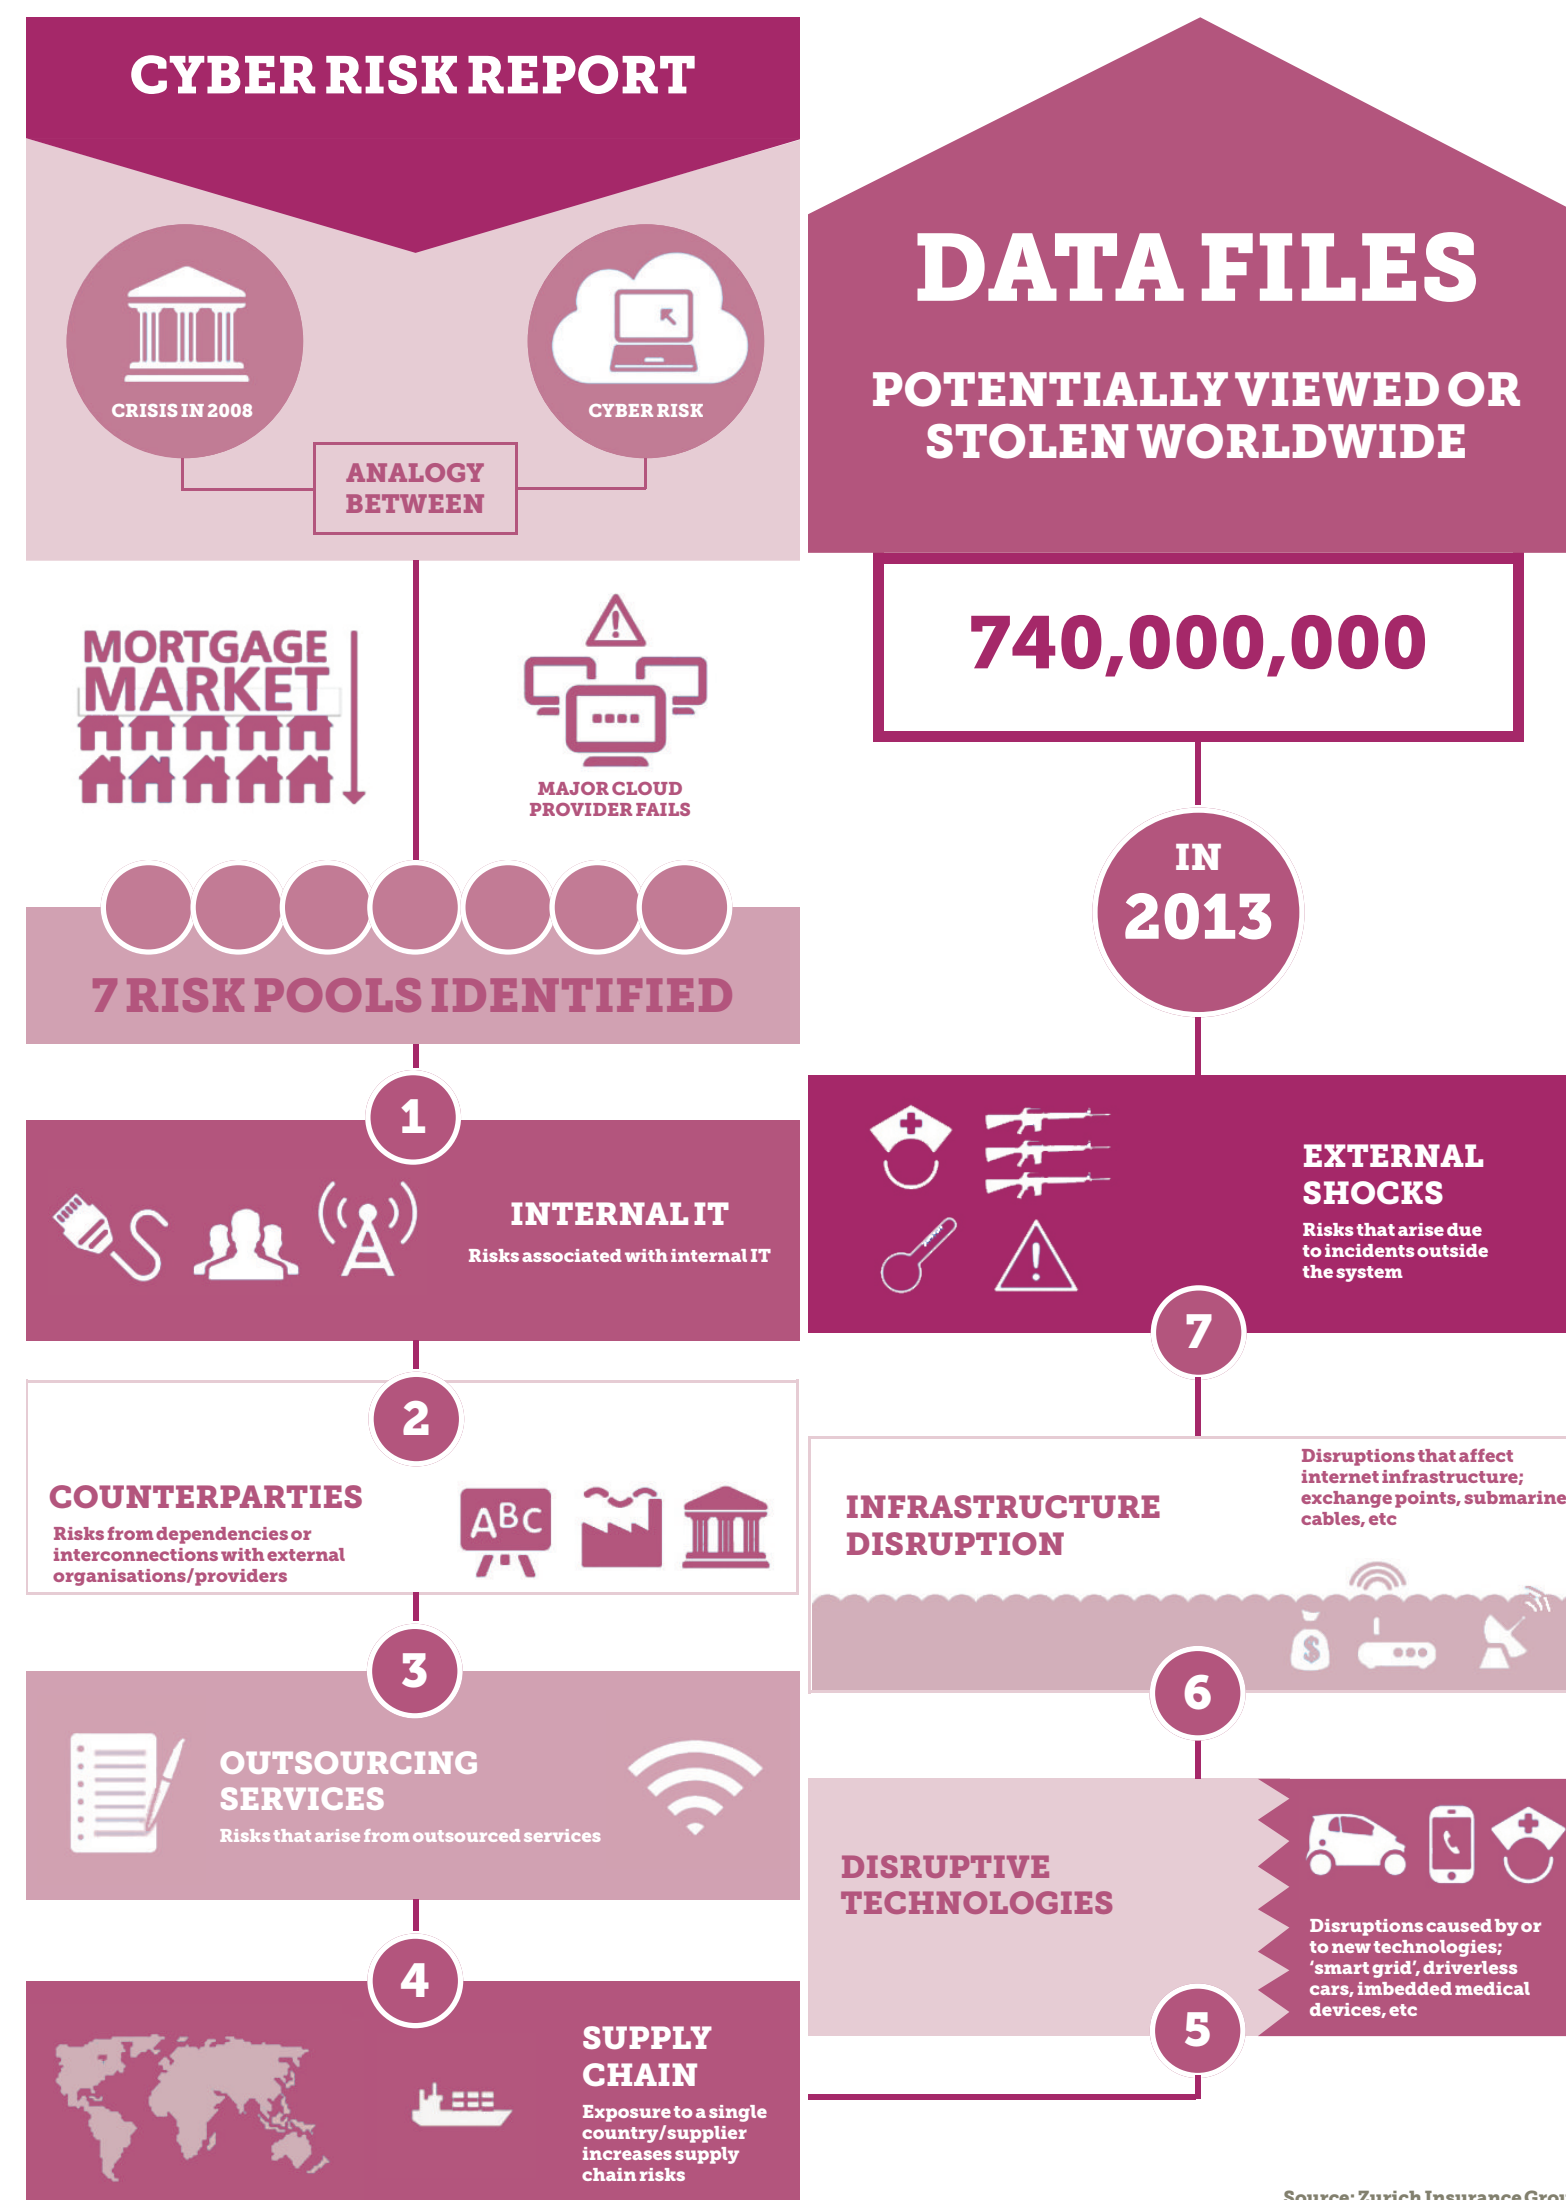 CYBER RISK REPORT
CRISIS IN 2008
CYBER RISK
ANALOGY
BETWEEN
MORTGAGE
MARKET
MAJOR CLOUD
PROVIDER FAILS
7 RISK POOLS IDENTIFIED
1
INTERNAL IT
Risks associated with internal IT
2
COUNTERPARTIES
Risks from dependencies or
interconnections with external
organisations/providers
ABC
3
OUTSOURCING
SERVICES
Risks that arise from outsourced services
4
SUPPLY
CHAIN
Exposure to a single
country/supplier
increases supply
chain risks
DATA FILES
POTENTIALLY VIEWED OR
STOLEN WORLDWIDE
740,000,000
IN
2013
EXTERNAL
SHOCKS
Risks that arise due
to incidents outside
the system
7
INFRASTRUCTURE
DISRUPTION
Disruptions that affect
internet infrastructure;
exchange points, submarine
cables, etc
$
6
DISRUPTIVE
TECHNOLOGIES
Disruptions caused by or
to new technologies;
'smart grid', driverless
cars, imbedded medical
devices, etc
5
Source: Zurich Insurance